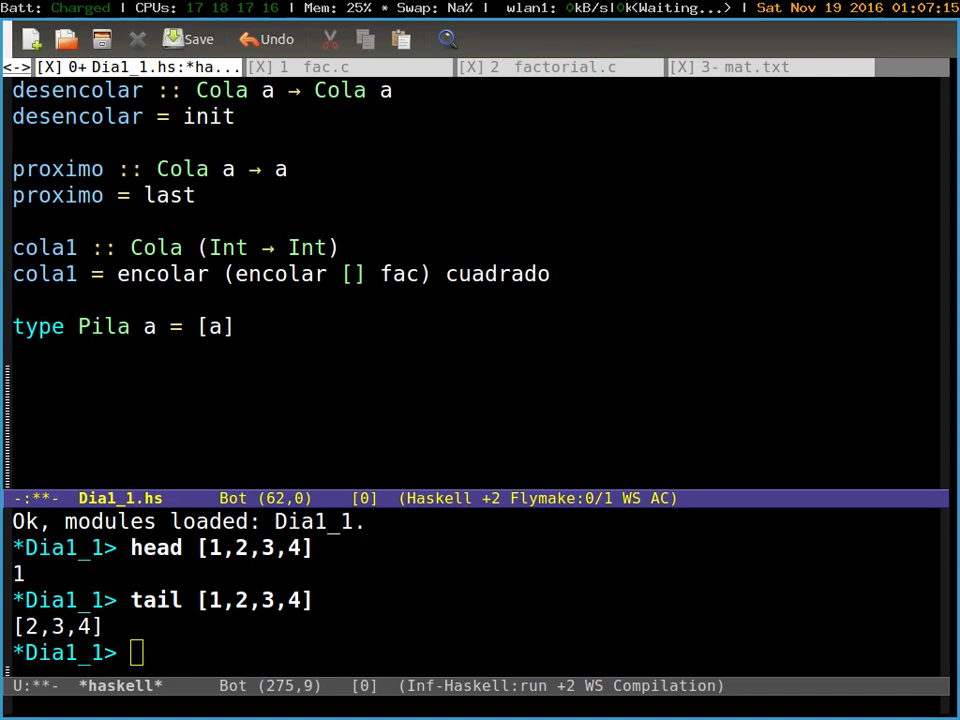 Batt: Charged | CPUs: 17 18 17 16 | Mem: 25% * Swap: Na% | wlan1: 0kB/s|0K(Waiting...) | Sat Nov 19 2016 01:07:15
Save Undo
<-> [X] 0+ Dia1_1.hs:*ha... [X] 1 fac.c [X] 2 factorial.c [X] 3- mat.txt
desencolar :: Cola a → Cola a
desencolar = init
proximo :: Cola a → a
proximo = last
cola1 :: Cola (Int → Int)
cola1 = encolar (encolar [] fac) cuadrado
type Pila a = [a]
-:**- Dia1_1.hs Bot (62,0) [0] (Haskell +2 Flymake:0/1 WS AC)
Ok, modules loaded: Dia1_1.
*Dia1_1> head [1,2,3,4]
1
*Dia1_1> tail [1,2,3,4]
[2,3,4]
*Dia1_1>
U:**- *haskell* Bot (275,9) [0] (Inf-Haskell:run +2 WS Compilation)